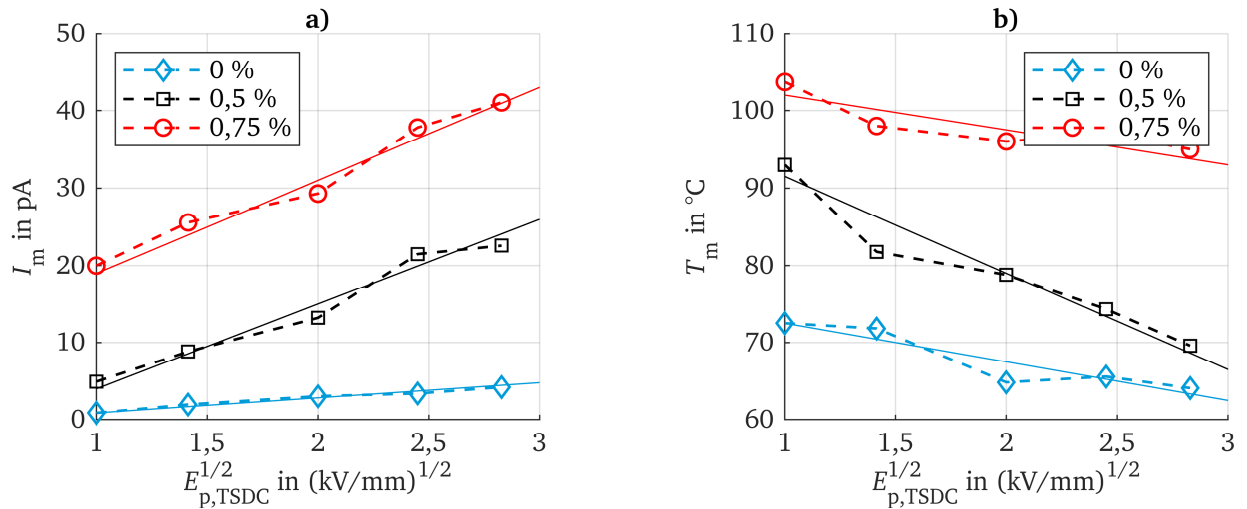 a)
50
40
30
20
10
0
I_m in pA
0 %
0,5 %
0,75 %
1 1,5 2 2,5 3
E_p,TSDC^1/2 in (kV/mm)^1/2
b)
110
100
90
80
70
60
T_m in °C
0 %
0,5 %
0,75 %
1 1,5 2 2,5 3
E_p,TSDC^1/2 in (kV/mm)^1/2